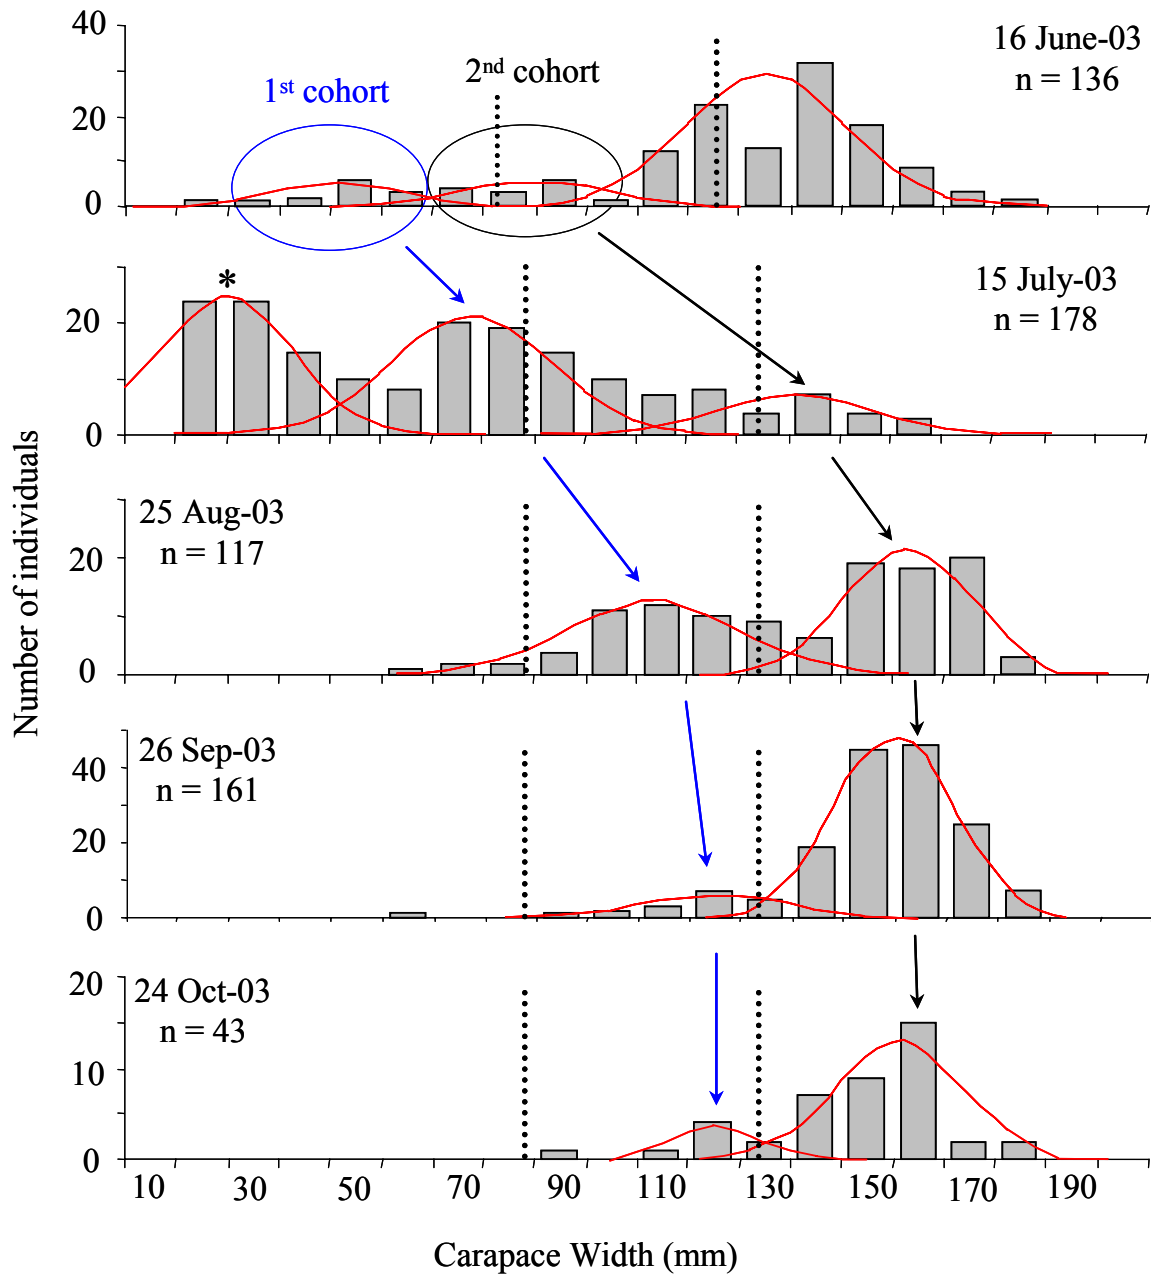 40
20
0
1st cohort
2nd cohort
16 June-03
n = 136
*
20
0
15 July-03
n = 178
25 Aug-03
n = 117
20
0
26 Sep-03
n = 161
40
20
0
24 Oct-03
n = 43
20
10
0
10 30 50 70 90 110 130 150 170 190
Number of individuals
Carapace Width (mm)